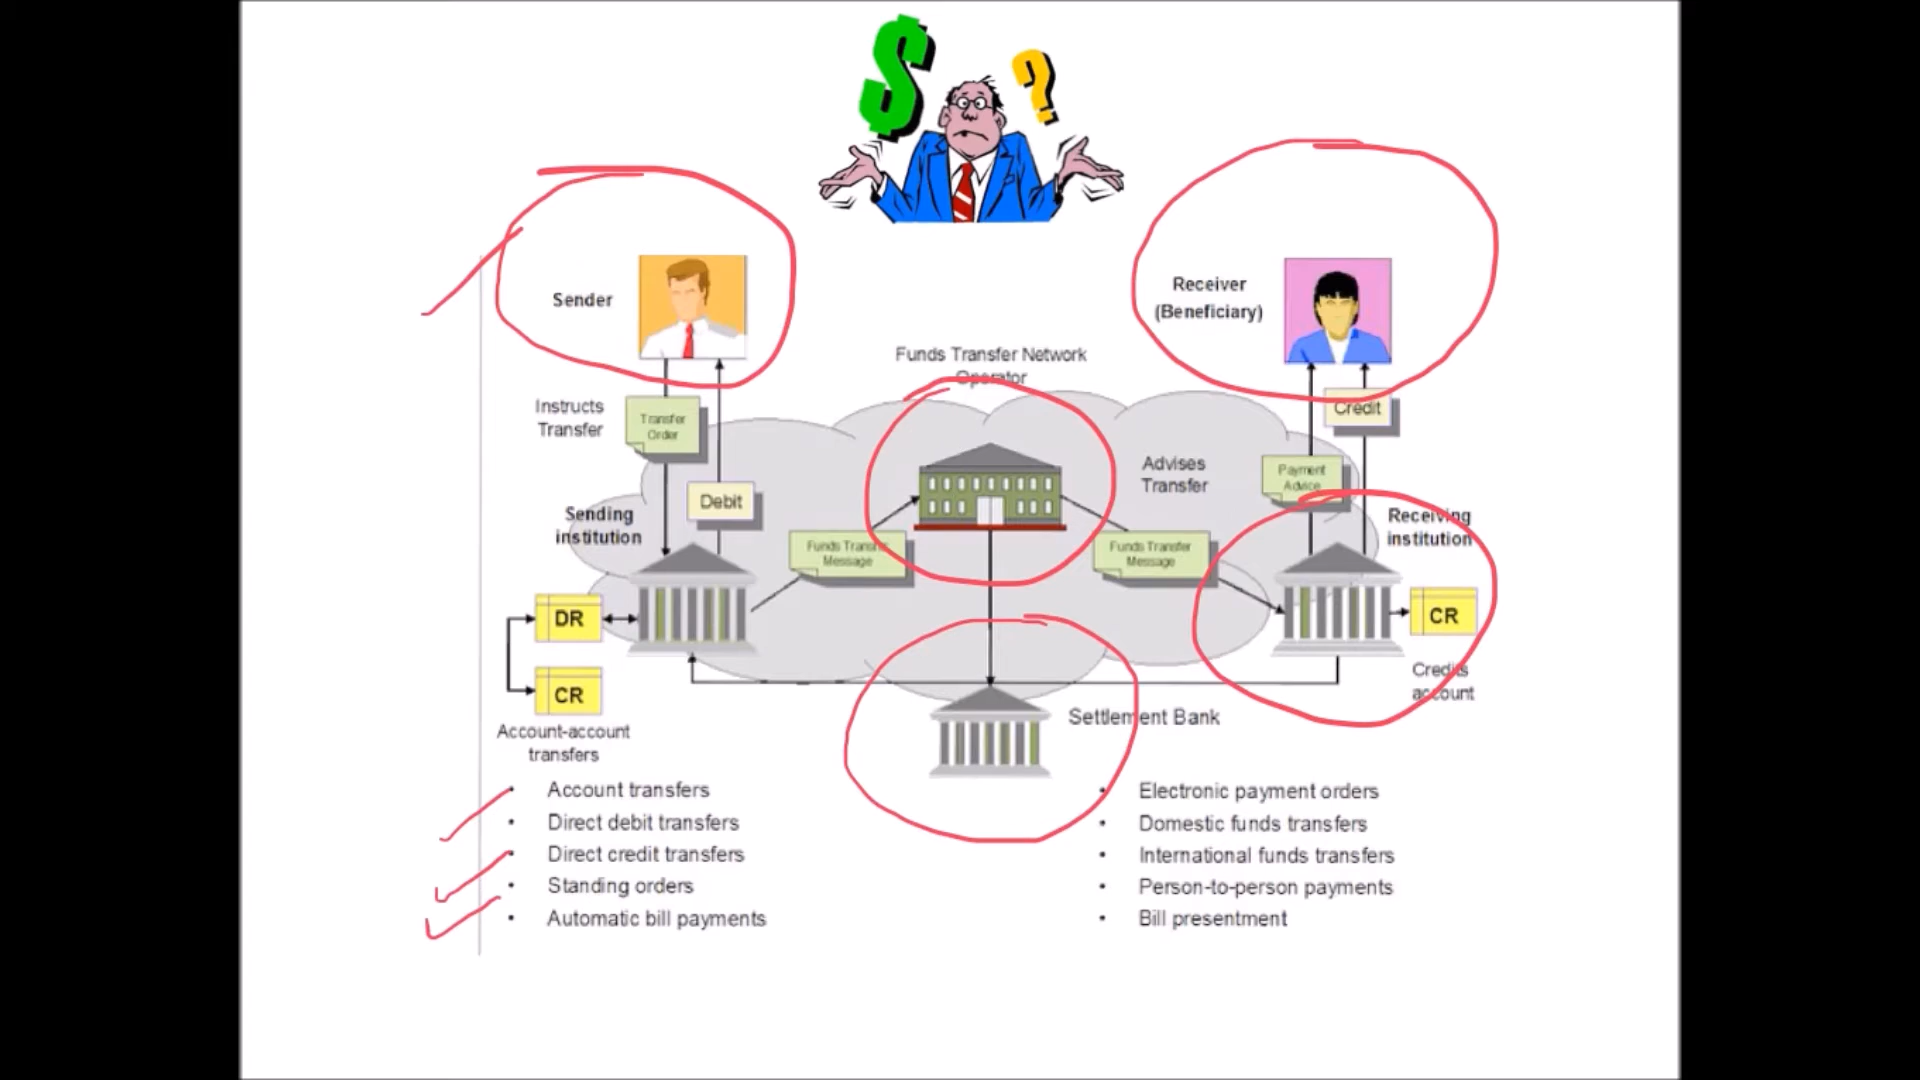 $ ?
Sender
Receiver
(Beneficiary)
Funds Transfer Network
Operator
Instructs
Transfer
Transfer
Order
Debit
Credit
Advises
Transfer
Payment
Advice
Sending
institution
Receiving
institution
Funds Transfer
Message
Funds Transfer
Message
DR
CR
CR
Credits
account
Account-account
transfers
Settlement Bank
• Account transfers
• Direct debit transfers
• Direct credit transfers
• Standing orders
• Automatic bill payments
• Electronic payment orders
• Domestic funds transfers
• International funds transfers
• Person-to-person payments
• Bill presentment